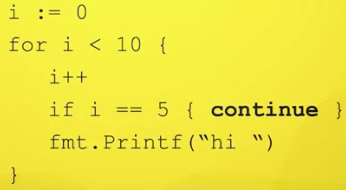 i := 0
for i < 10 {
i++
if i == 5 { continue }
fmt.Printf(“hi “)
}